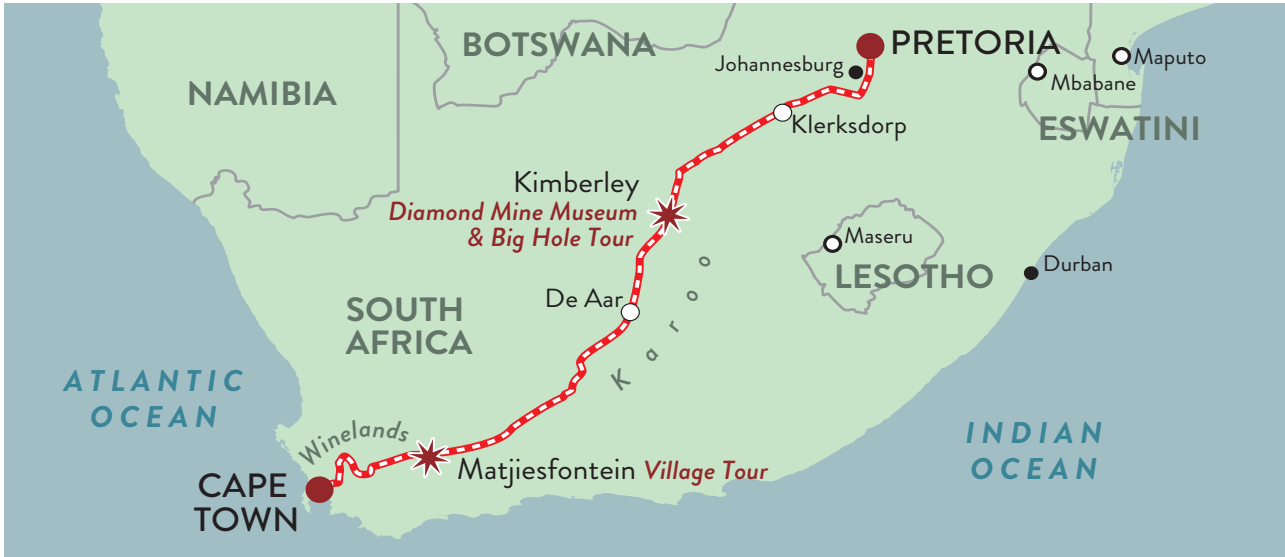 BOTSWANA
PRETORIA
Johannesburg
Maputo
Mbabane
NAMIBIA
Klerksdorp
ESWATINI
Kimberley
Diamond Mine Museum
& Big Hole Tour
Maseru
LESOTHO
Durban
De Aar
SOUTH
AFRICA
Karoo
ATLANTIC
OCEAN
Winelands
INDIAN
OCEAN
Matjiesfontein Village Tour
CAPE
TOWN